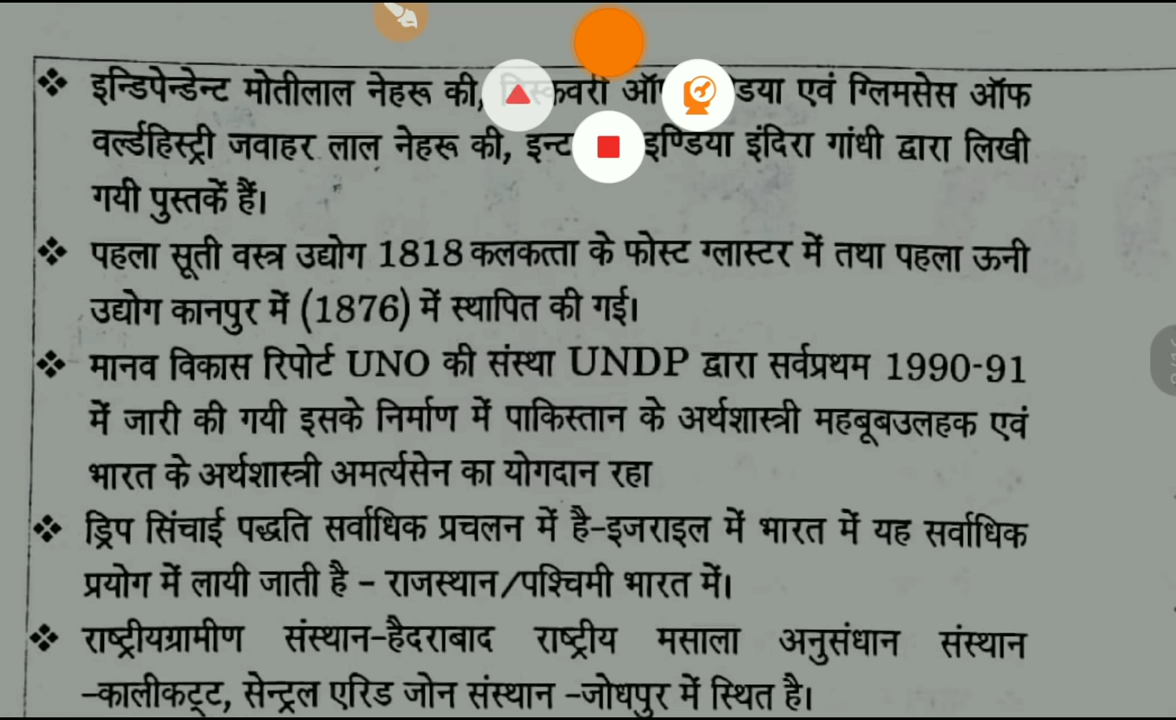 ❖ इन्डिपेन्डेन्ट मोतीलाल नेहरू की, एवं ग्लिमसेस ऑफ
वर्ल्डहिस्ट्री जवाहर लाल नेहरू की, इण्डिया इंदिरा गांधी द्वारा लिखी
गयी पुस्तकें हैं।
❖ पहला सूती वस्त्र उद्योग 1818 कलकत्ता के फोस्ट ग्लास्टर में तथा पहला ऊनी
उद्योग कानपुर में (1876) में स्थापित की गई।
❖ मानव विकास रिपोर्ट UNO की संस्था UNDP द्वारा सर्वप्रथम 1990-91
में जारी की गयी इसके निर्माण में पाकिस्तान के अर्थशास्त्री महबूबउलहक एवं
भारत के अर्थशास्त्री अमर्त्यसेन का योगदान रहा
❖ ड्रिप सिंचाई पद्धति सर्वाधिक प्रचलन में है-इजराइल में भारत में यह सर्वाधिक
प्रयोग में लायी जाती है - राजस्थान/पश्चिमी भारत में।
❖ राष्ट्रीयग्रामीण संस्थान-हैदराबाद राष्ट्रीय मसाला अनुसंधान संस्थान
-कालीकट्ट, सेन्ट्रल एरिड जोन संस्थान -जोधपुर में स्थित है।